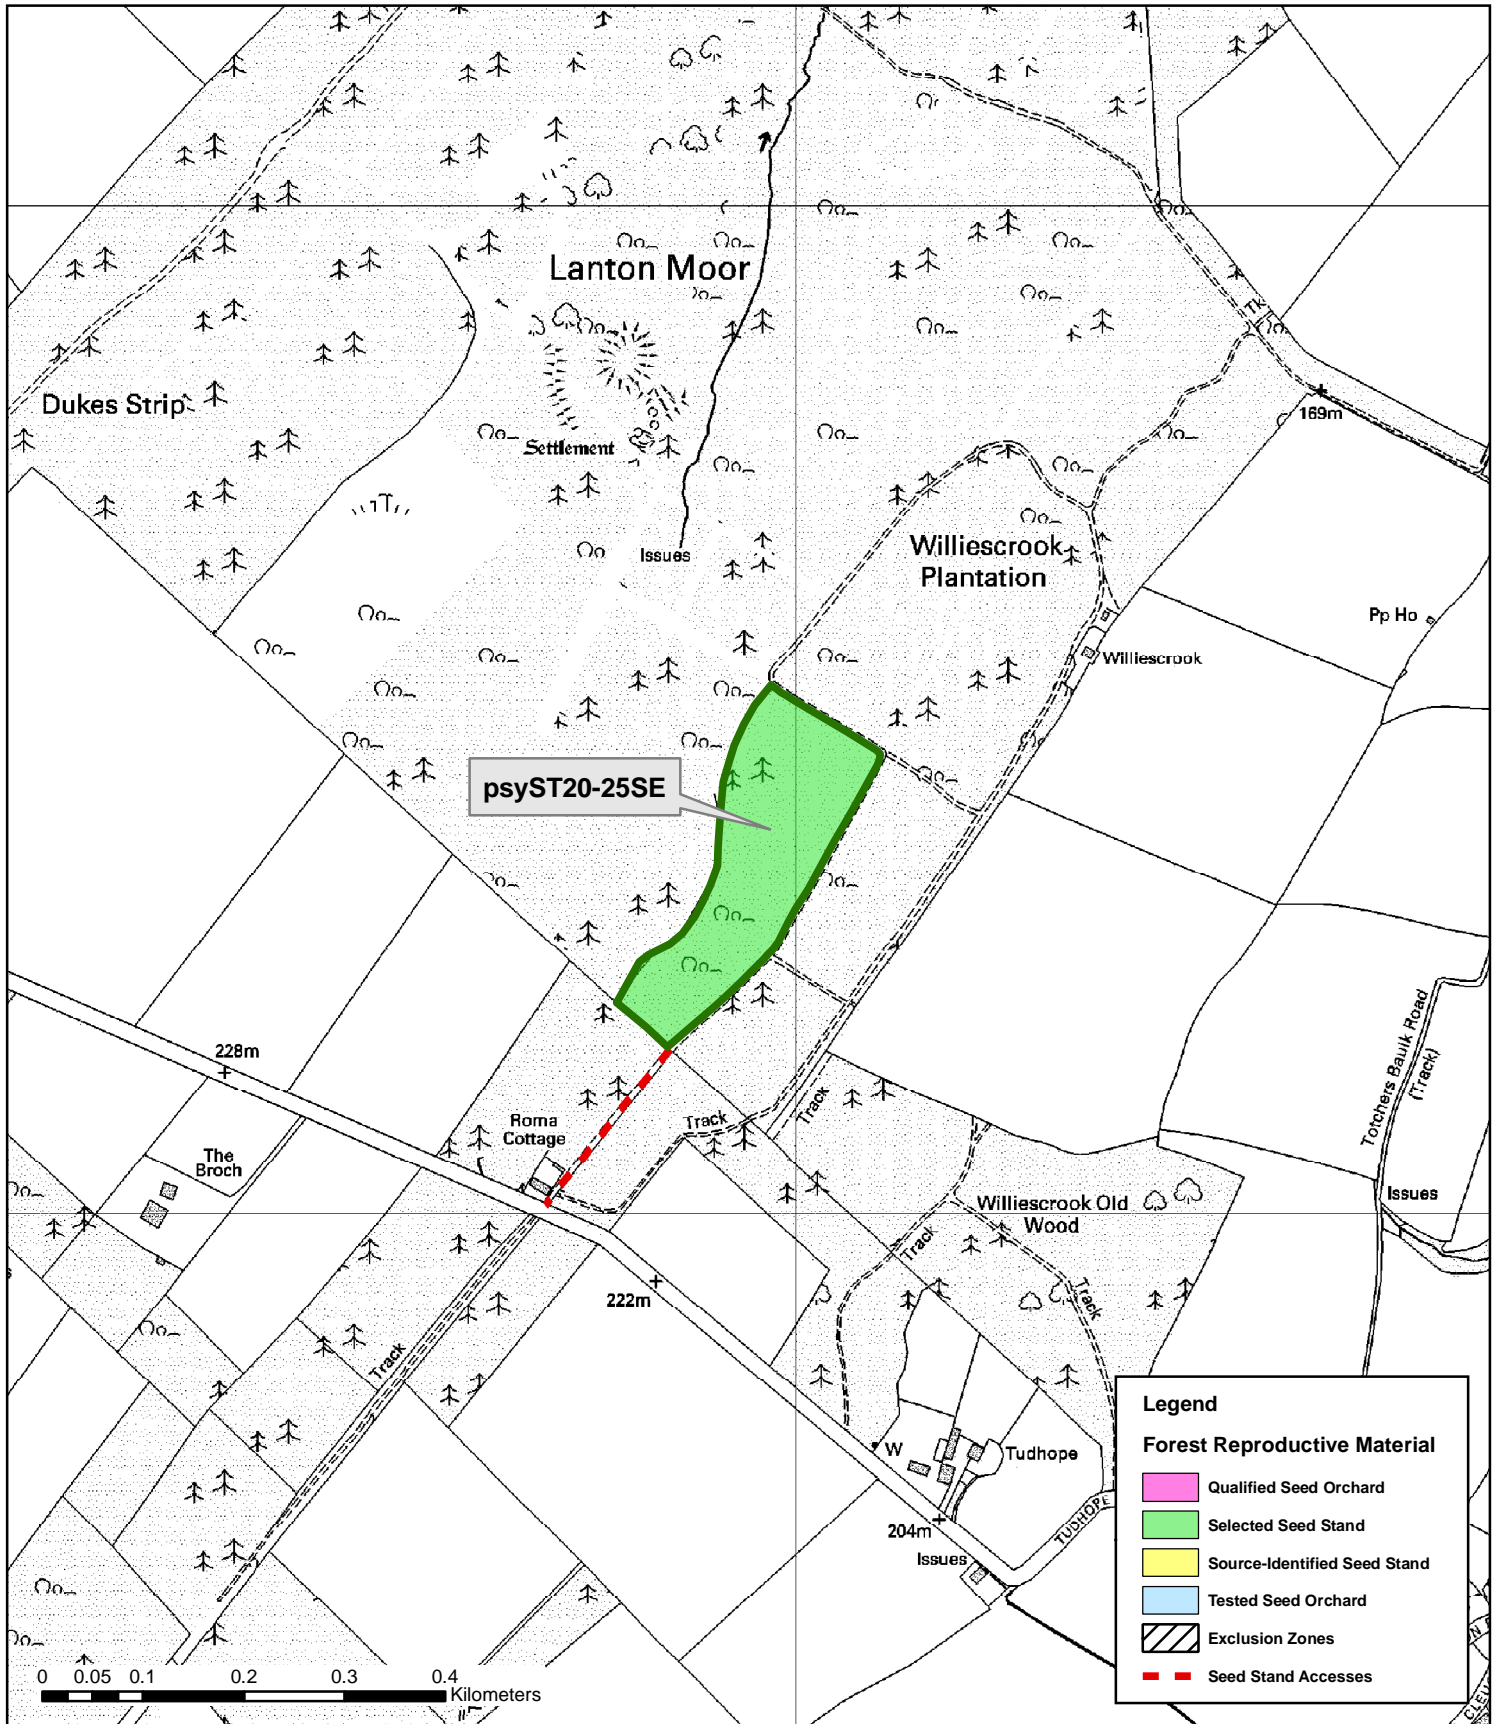 Lanton Moor
Tk
Dukes Strip
169m
Settlement
Issues
Williescrook
Plantation
Pp Ho
Williescrook
psyST20-25SE
228m
Totchers Baulk Road
(Track)
Roma
Cottage
Track
Track
The
Broch
Issues
Williescrook Old
Wood
Track
222m
Track
Track
W
Tudhope
204m
TUDHOPE
Issues
Legend
Forest Reproductive Material
Qualified Seed Orchard
Selected Seed Stand
Source-Identified Seed Stand
Tested Seed Orchard
Exclusion Zones
Seed Stand Accesses
0 0.05 0.1 0.2 0.3 0.4
Kilometers